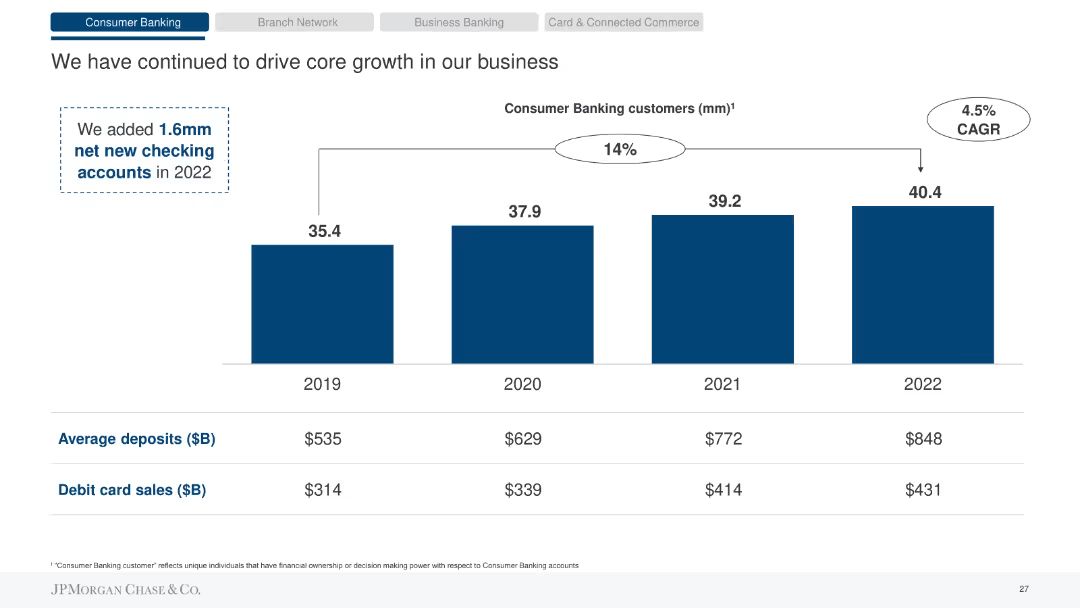 Consumer Banking Branch Network Business Banking Card & Connected Commerce
We have continued to drive core growth in our business
We added 1.6mm
net new checking
accounts in 2022
Consumer Banking customers (mm)¹
4.5%
CAGR
14%
35.4 37.9 39.2 40.4
2019 2020 2021 2022
Average deposits ($B) $535 $629 $772 $848
Debit card sales ($B) $314 $339 $414 $431
¹ "Consumer Banking customer" reflects unique individuals that have financial ownership or decision making power with respect to Consumer Banking accounts
JPMORGAN CHASE & CO. 27